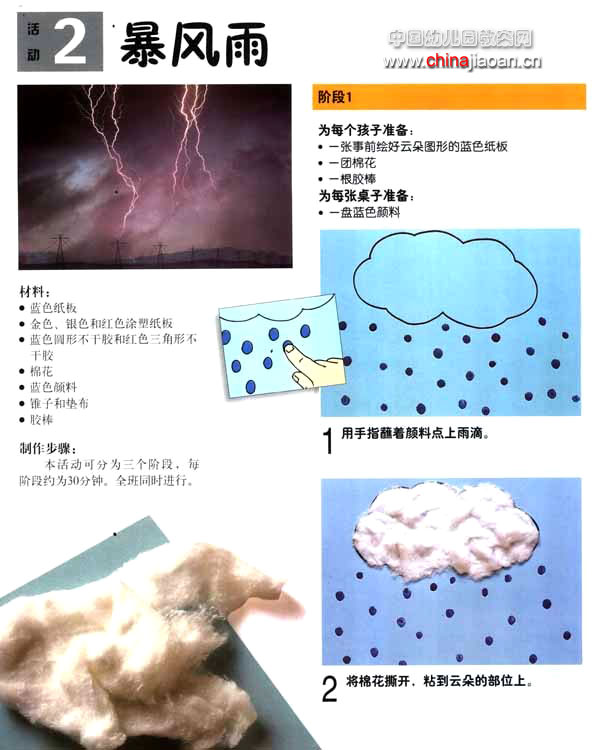 活动
2
暴风雨
中国幼儿园教案网
www.chinajiaoan.cn
材料：
● 蓝色纸板
● 金色、银色和红色涂塑纸板
● 蓝色圆形不干胶和红色三角形不
干胶
● 棉花
● 蓝色颜料
● 锥子和垫布
● 胶棒
制作步骤：
本活动可分为三个阶段，每
阶段约为30分钟。全班同时进行。
阶段1
为每个孩子准备：
• 一张事前绘好云朵图形的蓝色纸板
• 一团棉花
• 一根胶棒
为每张桌子准备：
• 一盘蓝色颜料
1 用手指蘸着颜料点上雨滴。
2 将棉花撕开，粘到云朵的部位上。